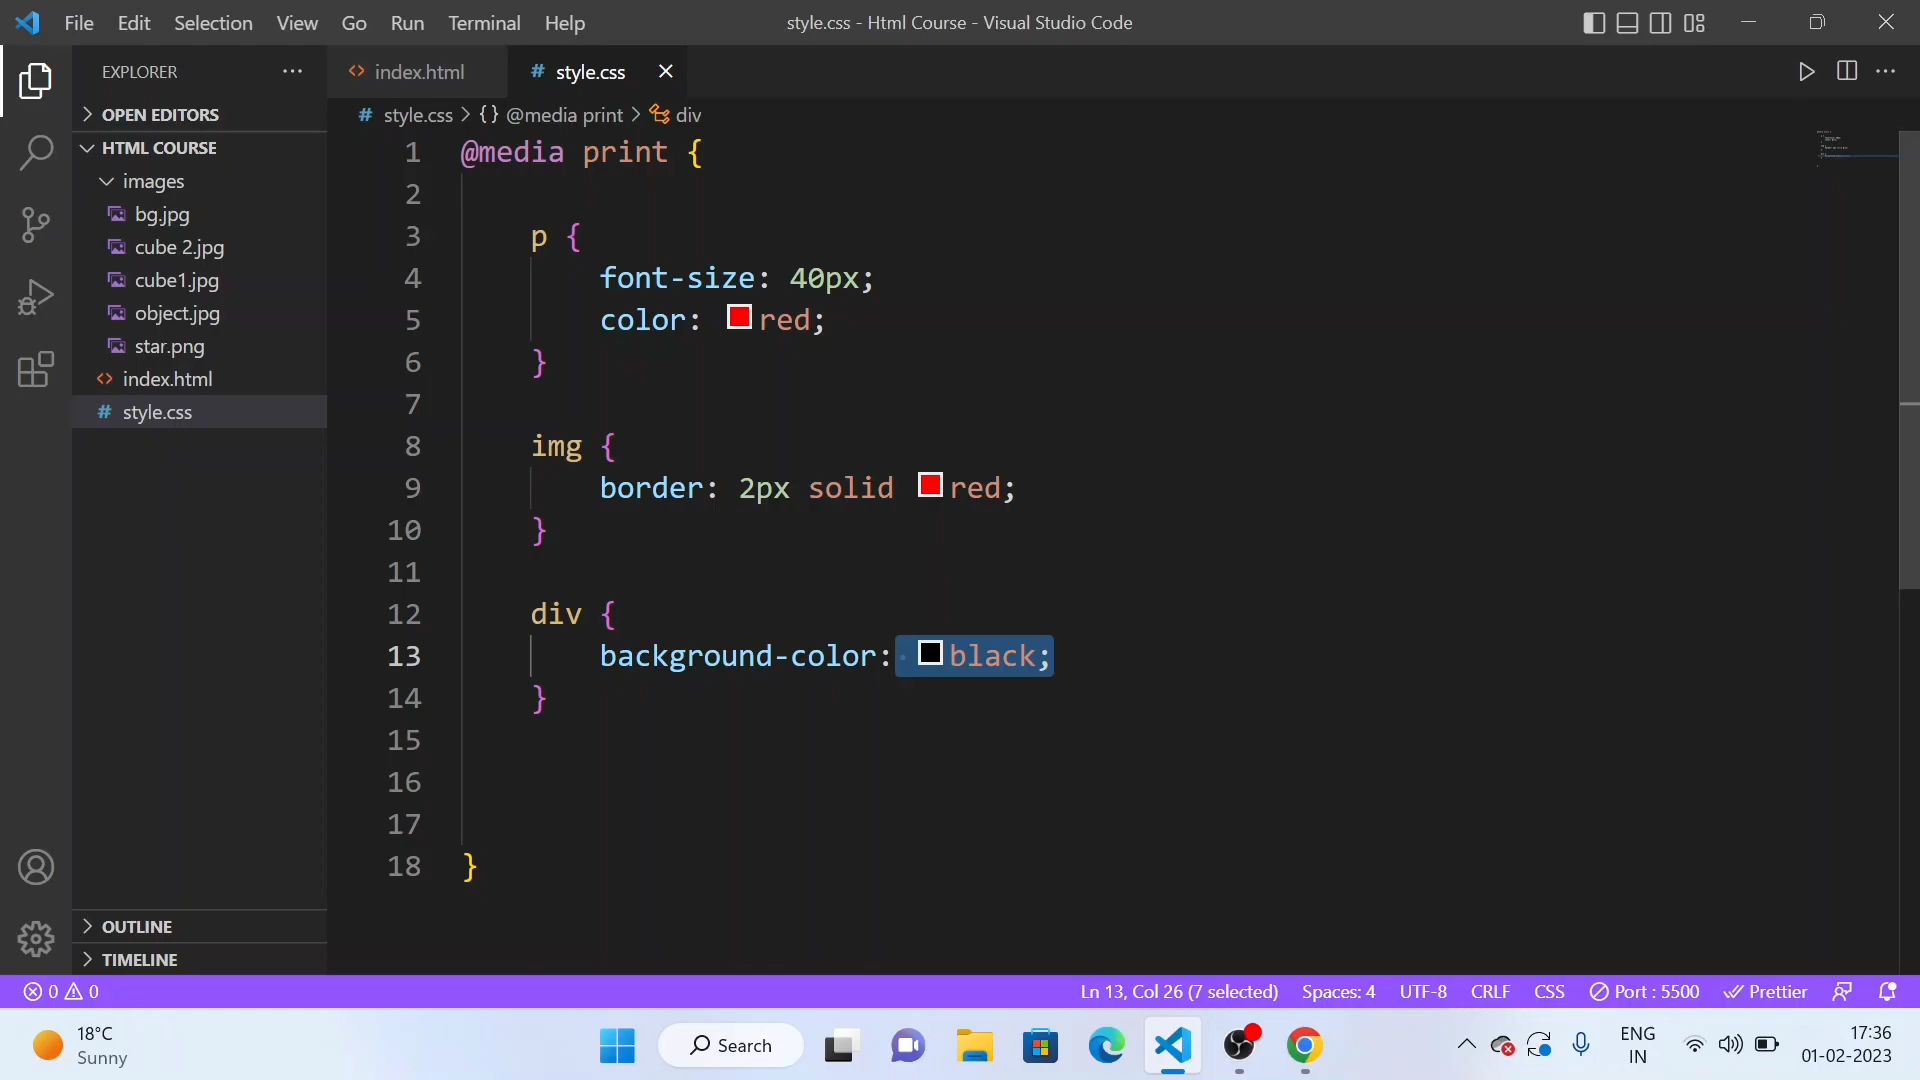 File Edit Selection View Go Run Terminal Help
style.css - Html Course - Visual Studio Code
EXPLORER
OPEN EDITORS
HTML COURSE
images
bg.jpg
cube 2.jpg
cube1.jpg
object.jpg
star.png
index.html
style.css
OUTLINE
TIMELINE
index.html
# style.css
# style.css > {} @media print > div
1 @media print {
2
3 p {
4 font-size: 40px;
5 color: red;
6 }
7
8 img {
9 border: 2px solid red;
10 }
11
12 div {
13 background-color: black;
14 }
15
16
17
18 }
0 0
Ln 13, Col 26 (7 selected) Spaces: 4 UTF-8 CRLF CSS Port : 5500 Prettier
18°C
Sunny
Search
ENG
IN
17:36
01-02-2023